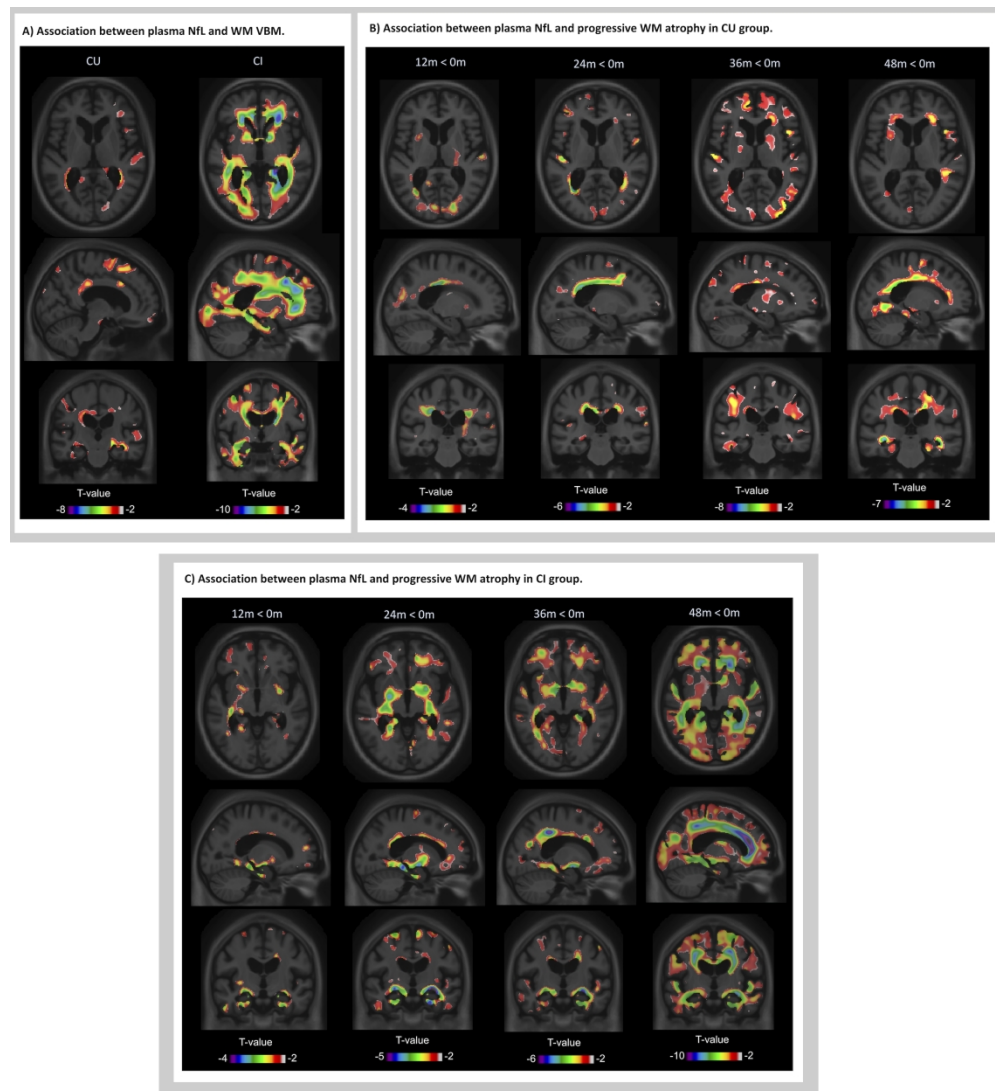 A) Association between plasma NfL and WM VBM.
CU CI
T-value T-value
-8 -2 -10 -2
B) Association between plasma NfL and progressive WM atrophy in CU group.
12m < 0m 24m < 0m 36m < 0m 48m < 0m
T-value T-value T-value T-value
-4 -2 -6 -2 -8 -2 -7 -2
C) Association between plasma NfL and progressive WM atrophy in CI group.
12m < 0m 24m < 0m 36m < 0m 48m < 0m
T-value T-value T-value T-value
-4 -2 -5 -2 -6 -2 -10 -2